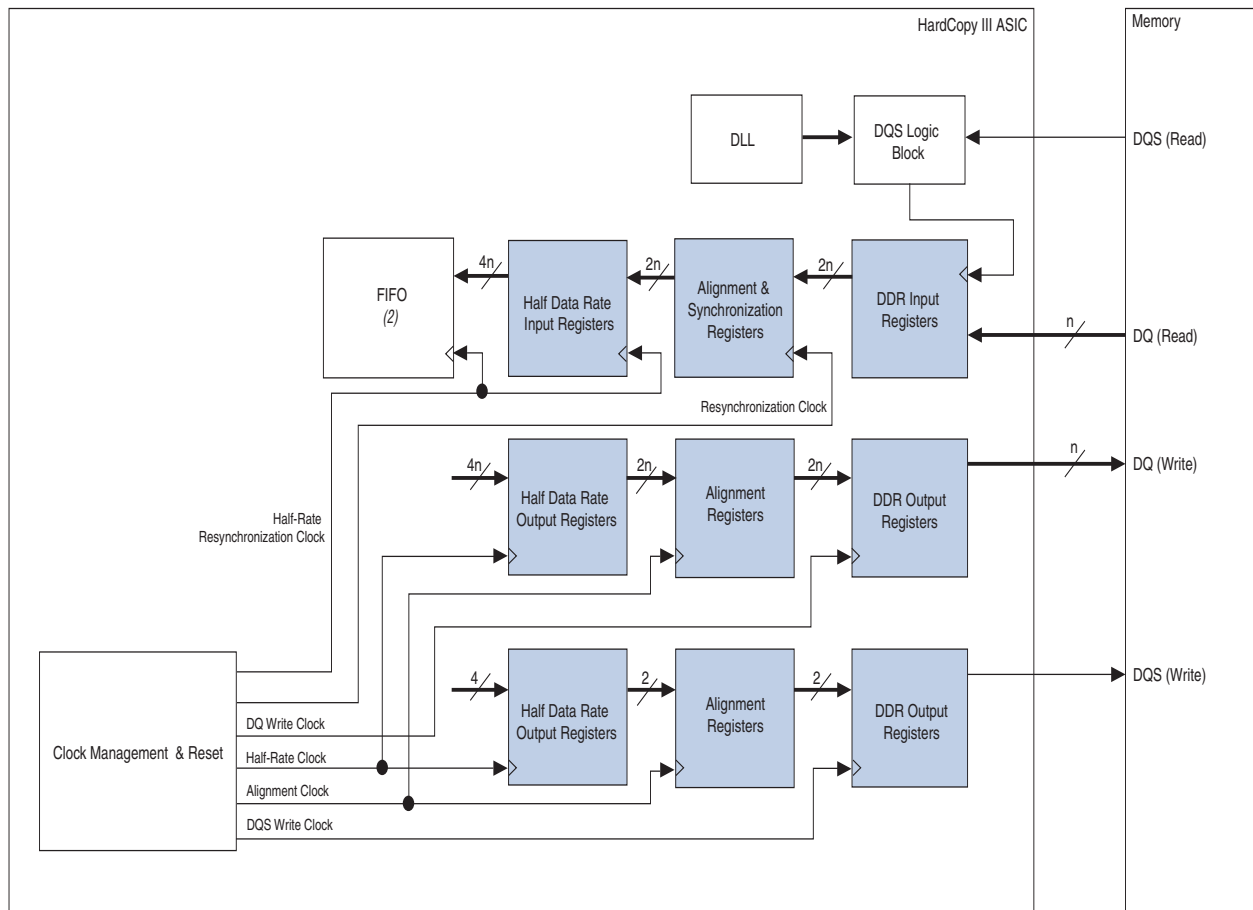 HardCopy III ASIC
Memory
DLL
DQS Logic
Block
DQS (Read)
FIFO
(2)
4n
Half Data Rate
Input Registers
2n
Alignment &
Synchronization
Registers
2n
DDR Input
Registers
n
DQ (Read)
Resynchronization Clock
Half-Rate
Resynchronization Clock
4n
Half Data Rate
Output Registers
2n
Alignment
Registers
2n
DDR Output
Registers
n
DQ (Write)
4
Half Data Rate
Output Registers
2
Alignment
Registers
2
DDR Output
Registers
DQS (Write)
Clock Management & Reset
DQ Write Clock
Half-Rate Clock
Alignment Clock
DQS Write Clock